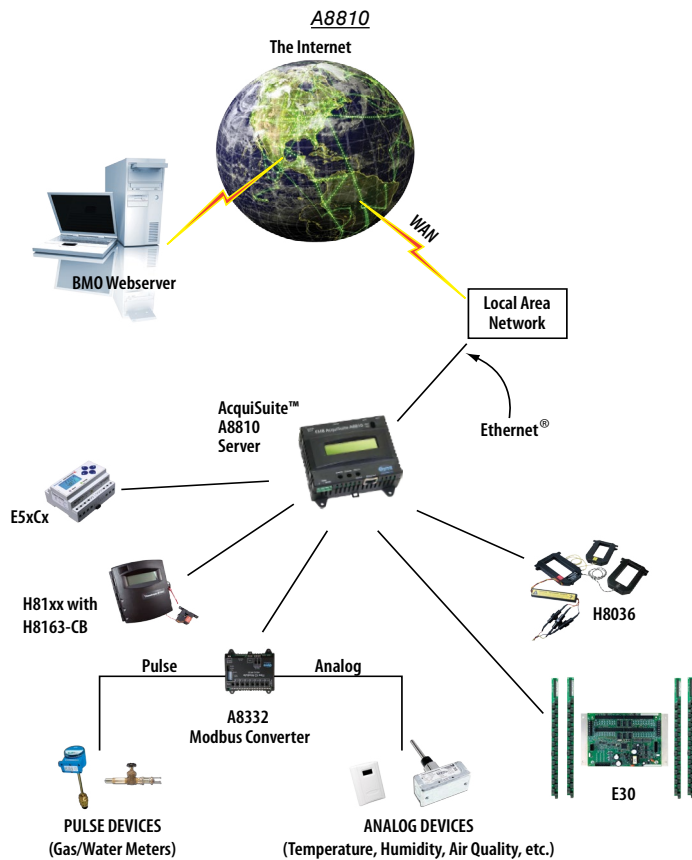 A8810
The Internet
WAN
BMO Webserver
Local Area
Network
AcquiSuite™
A8810
Server
Ethernet®
E5xCx
H81xx with
H8163-CB
H8036
Pulse
Analog
A8332
Modbus Converter
E30
PULSE DEVICES
(Gas/Water Meters)
ANALOG DEVICES
(Temperature, Humidity, Air Quality, etc.)